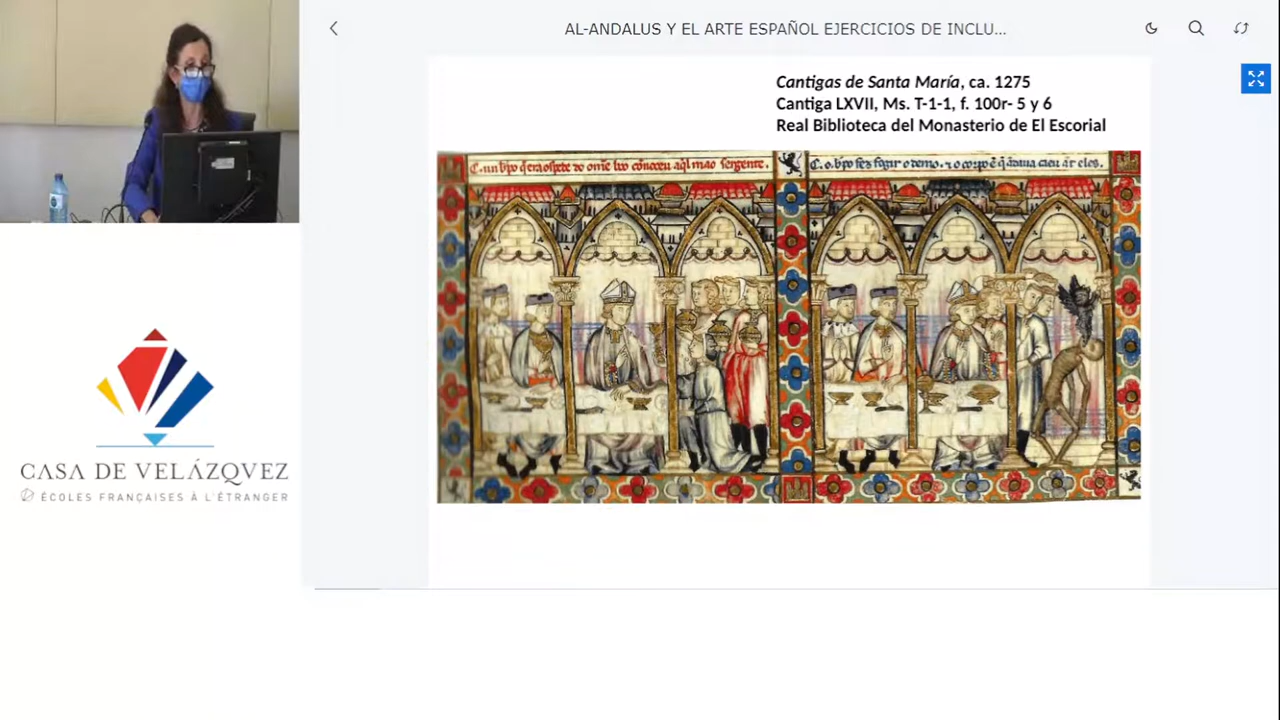 AL-ANDALUS Y EL ARTE ESPAÑOL EJERCICIOS DE INCLU...
Cantigas de Santa María, ca. 1275
Cantiga LXVII, Ms. T-1-1, f. 100r- 5 y 6
Real Biblioteca del Monasterio de El Escorial
CASA DE VELÁZQVEZ
ÉCOLES FRANÇAISES À L'ÉTRANGER